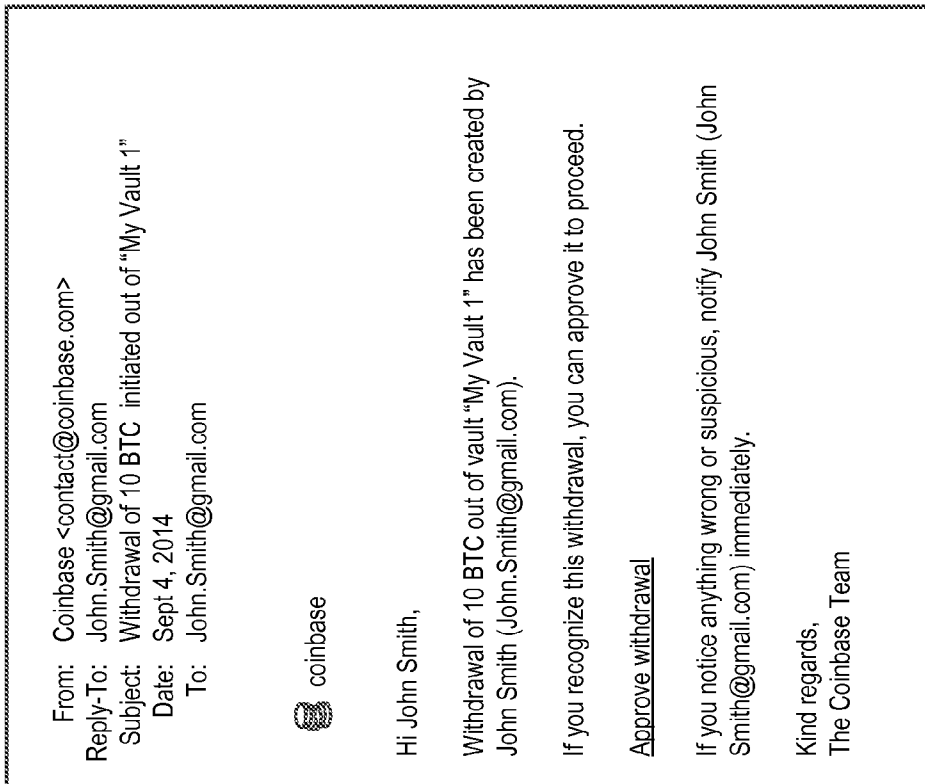 From: Coinbase <contact@coinbase.com>
Reply-To: John.Smith@gmail.com
Subject: Withdrawal of 10 BTC initiated out of “My Vault 1”
Date: Sept 4, 2014
To: John.Smith@gmail.com
coinbase
Hi John Smith,
Withdrawal of 10 BTC out of vault “My Vault 1” has been created by
John Smith (John.Smith@gmail.com).
If you recognize this withdrawal, you can approve it to proceed.
Approve withdrawal
If you notice anything wrong or suspicious, notify John Smith (John
Smith@gmail.com) immediately.
Kind regards,
The Coinbase Team